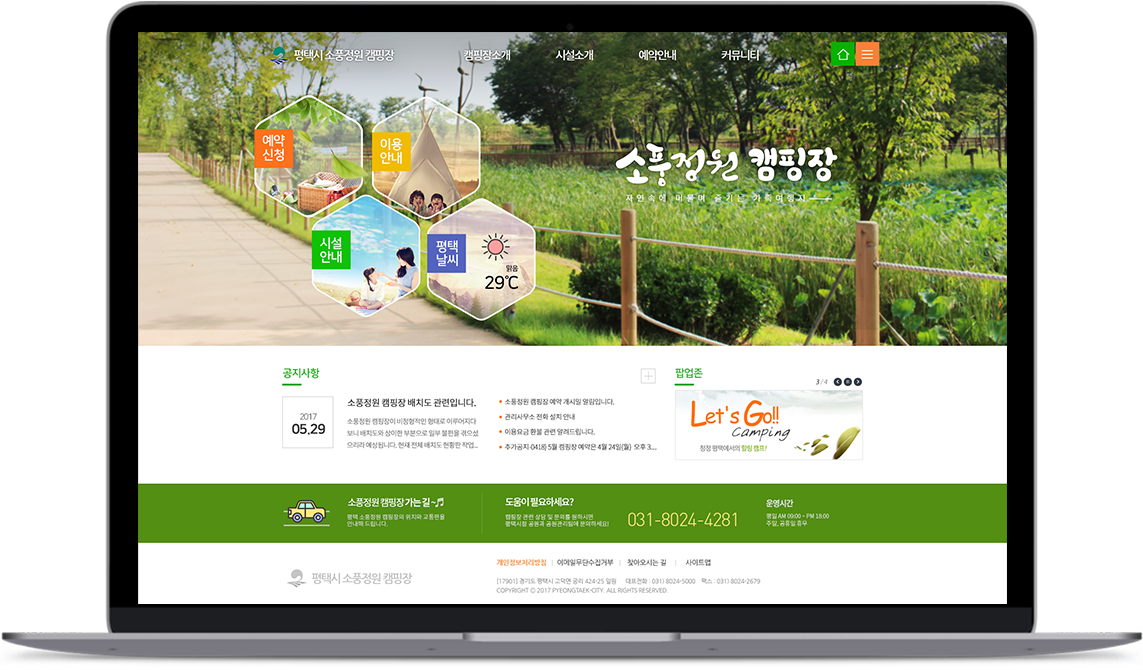 평택시 소풍정원 캠핑장
캠핑장소개
시설소개
예약안내
커뮤니티
예약
신청
이용
안내
시설
안내
평택
날씨
맑음
29℃
소풍정원 캠핑장
자연속에 머물며 즐기는 가족여행지
공지사항
2017
05.29
소풍정원 캠핑장 배치도 관련입니다.
소풍정원 캠핑장이 비정형적인 형태로 이루어지다
보니 배치도와 상이한 부분으로 일부 불편을 겪으셨
으리라 예상됩니다. 현재 전체 배치도 현황한 작업...
소풍정원 캠핑장 예약 개시일 알림입니다.
관리사무소 전화 설치 안내
이용요금 환불 관련 알려드립니다.
추가공지-04.18) 5월 캠핑장 예약은 4월 24일(월) 오후 3....
팝업존
3 / 4
Let's Go!!
Camping
청정 평택에서의 힐링 캠프!
소풍정원 캠핑장 가는 길 ~♬
평택 소풍정원 캠핑장의 위치와 교통편을
안내해 드립니다.
도움이 필요하세요?
캠핑장 관련 상담 및 문의를 원하시면
평택시청 공원과 공원관리팀에 문의하세요!
031-8024-4281
운영시간
평일 AM 09:00 ~ PM 18:00
주말, 공휴일 휴무
평택시 소풍정원 캠핑장
개인정보처리방침 | 이메일무단수집거부 | 찾아오시는 길 | 사이트맵
[17901] 경기도 평택시 고덕면 궁리 424-25 일원 대표전화 : 031) 8024-5000 팩스 : 031) 8024-2679
COPYRIGHT © 2017 PYEONGTAEK-CITY. ALL RIGHTS RESERVED.